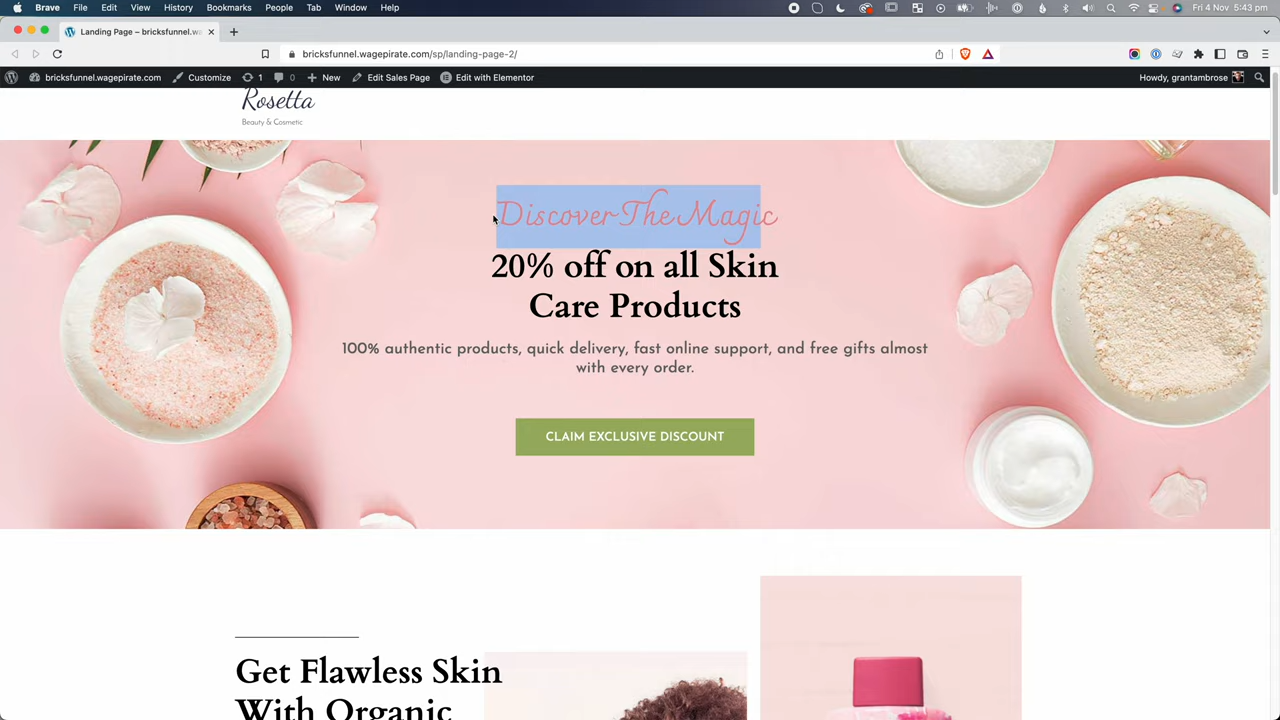 Brave File Edit View History Bookmarks People Tab Window Help Fri 4 Nov 5:43 pm
Landing Page – bricksfunnel.wa
bricksfunnel.wagepirate.com/sp/landing-page-2/
bricksfunnel.wagepirate.com Customize 1 0 New Edit Sales Page Edit with Elementor Howdy, grantambrose
Rosetta
Beauty & Cosmetic
Discover The Magic
20% off on all Skin
Care Products
100% authentic products, quick delivery, fast online support, and free gifts almost
with every order.
CLAIM EXCLUSIVE DISCOUNT
Get Flawless Skin
With Organic